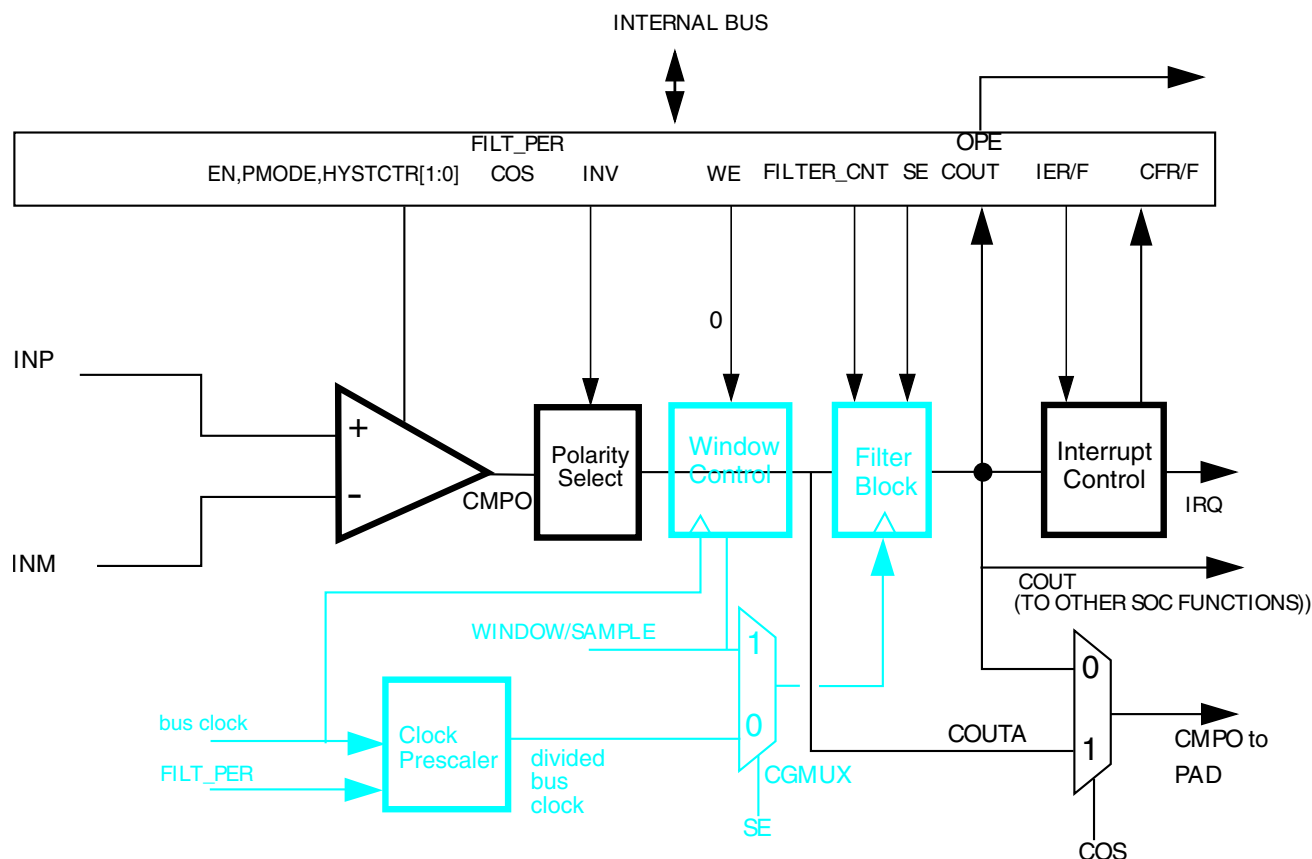 INTERNAL BUS
FILT_PER
OPE
EN,PMODE,HYSTCTR[1:0]
COS
INV
WE
FILTER_CNT
SE
COUT
IER/F
CFR/F
0
INP
+
-
INM
CMPO
Polarity
Select
Window
Control
Filter
Block
Interrupt
Control
IRQ
COUT
(TO OTHER SOC FUNCTIONS))
WINDOW/SAMPLE
1
0
CGMUX
SE
bus clock
FILT_PER
Clock
Prescaler
divided
bus
clock
COUTA
0
1
CMPO to
PAD
COS